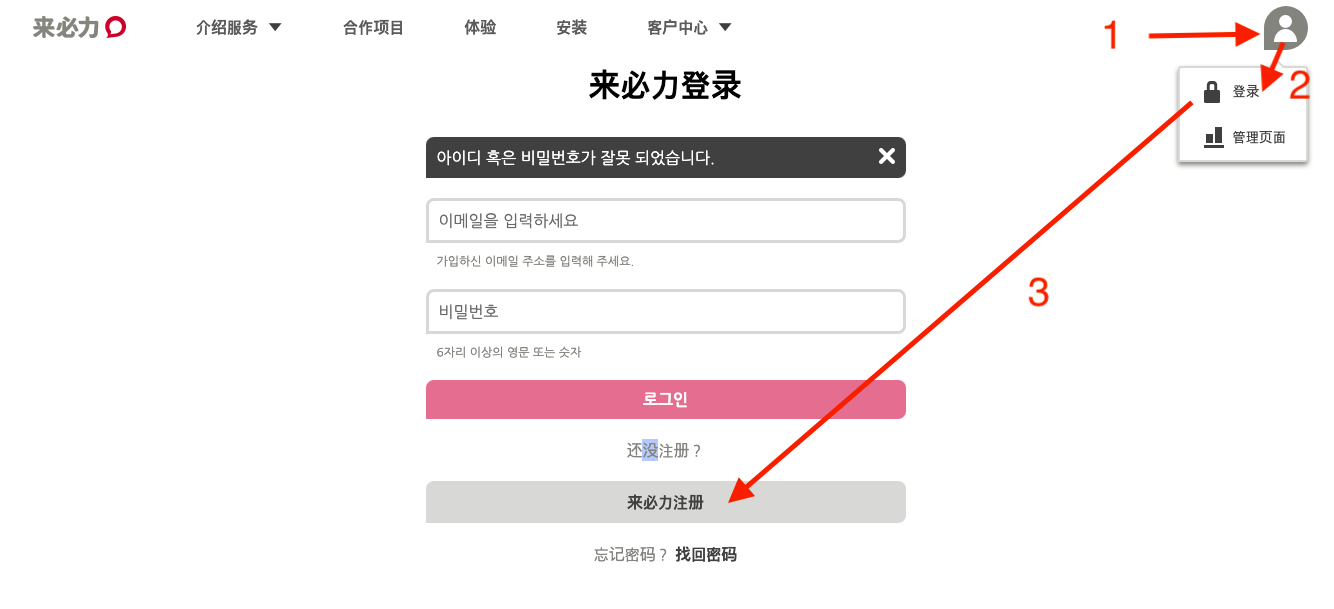 来必力 介绍服务 合作项目 体验 安装 客户中心 1
来必力登录
登录 2
管理页面
아이디 혹은 비밀번호가 잘못 되었습니다.
이메일을 입력하세요
가입하신 이메일 주소를 입력해 주세요.
3
비밀번호
6자리 이상의 영문 또는 숫자
로그인
还没注册？
来必力注册
忘记密码？ 找回密码